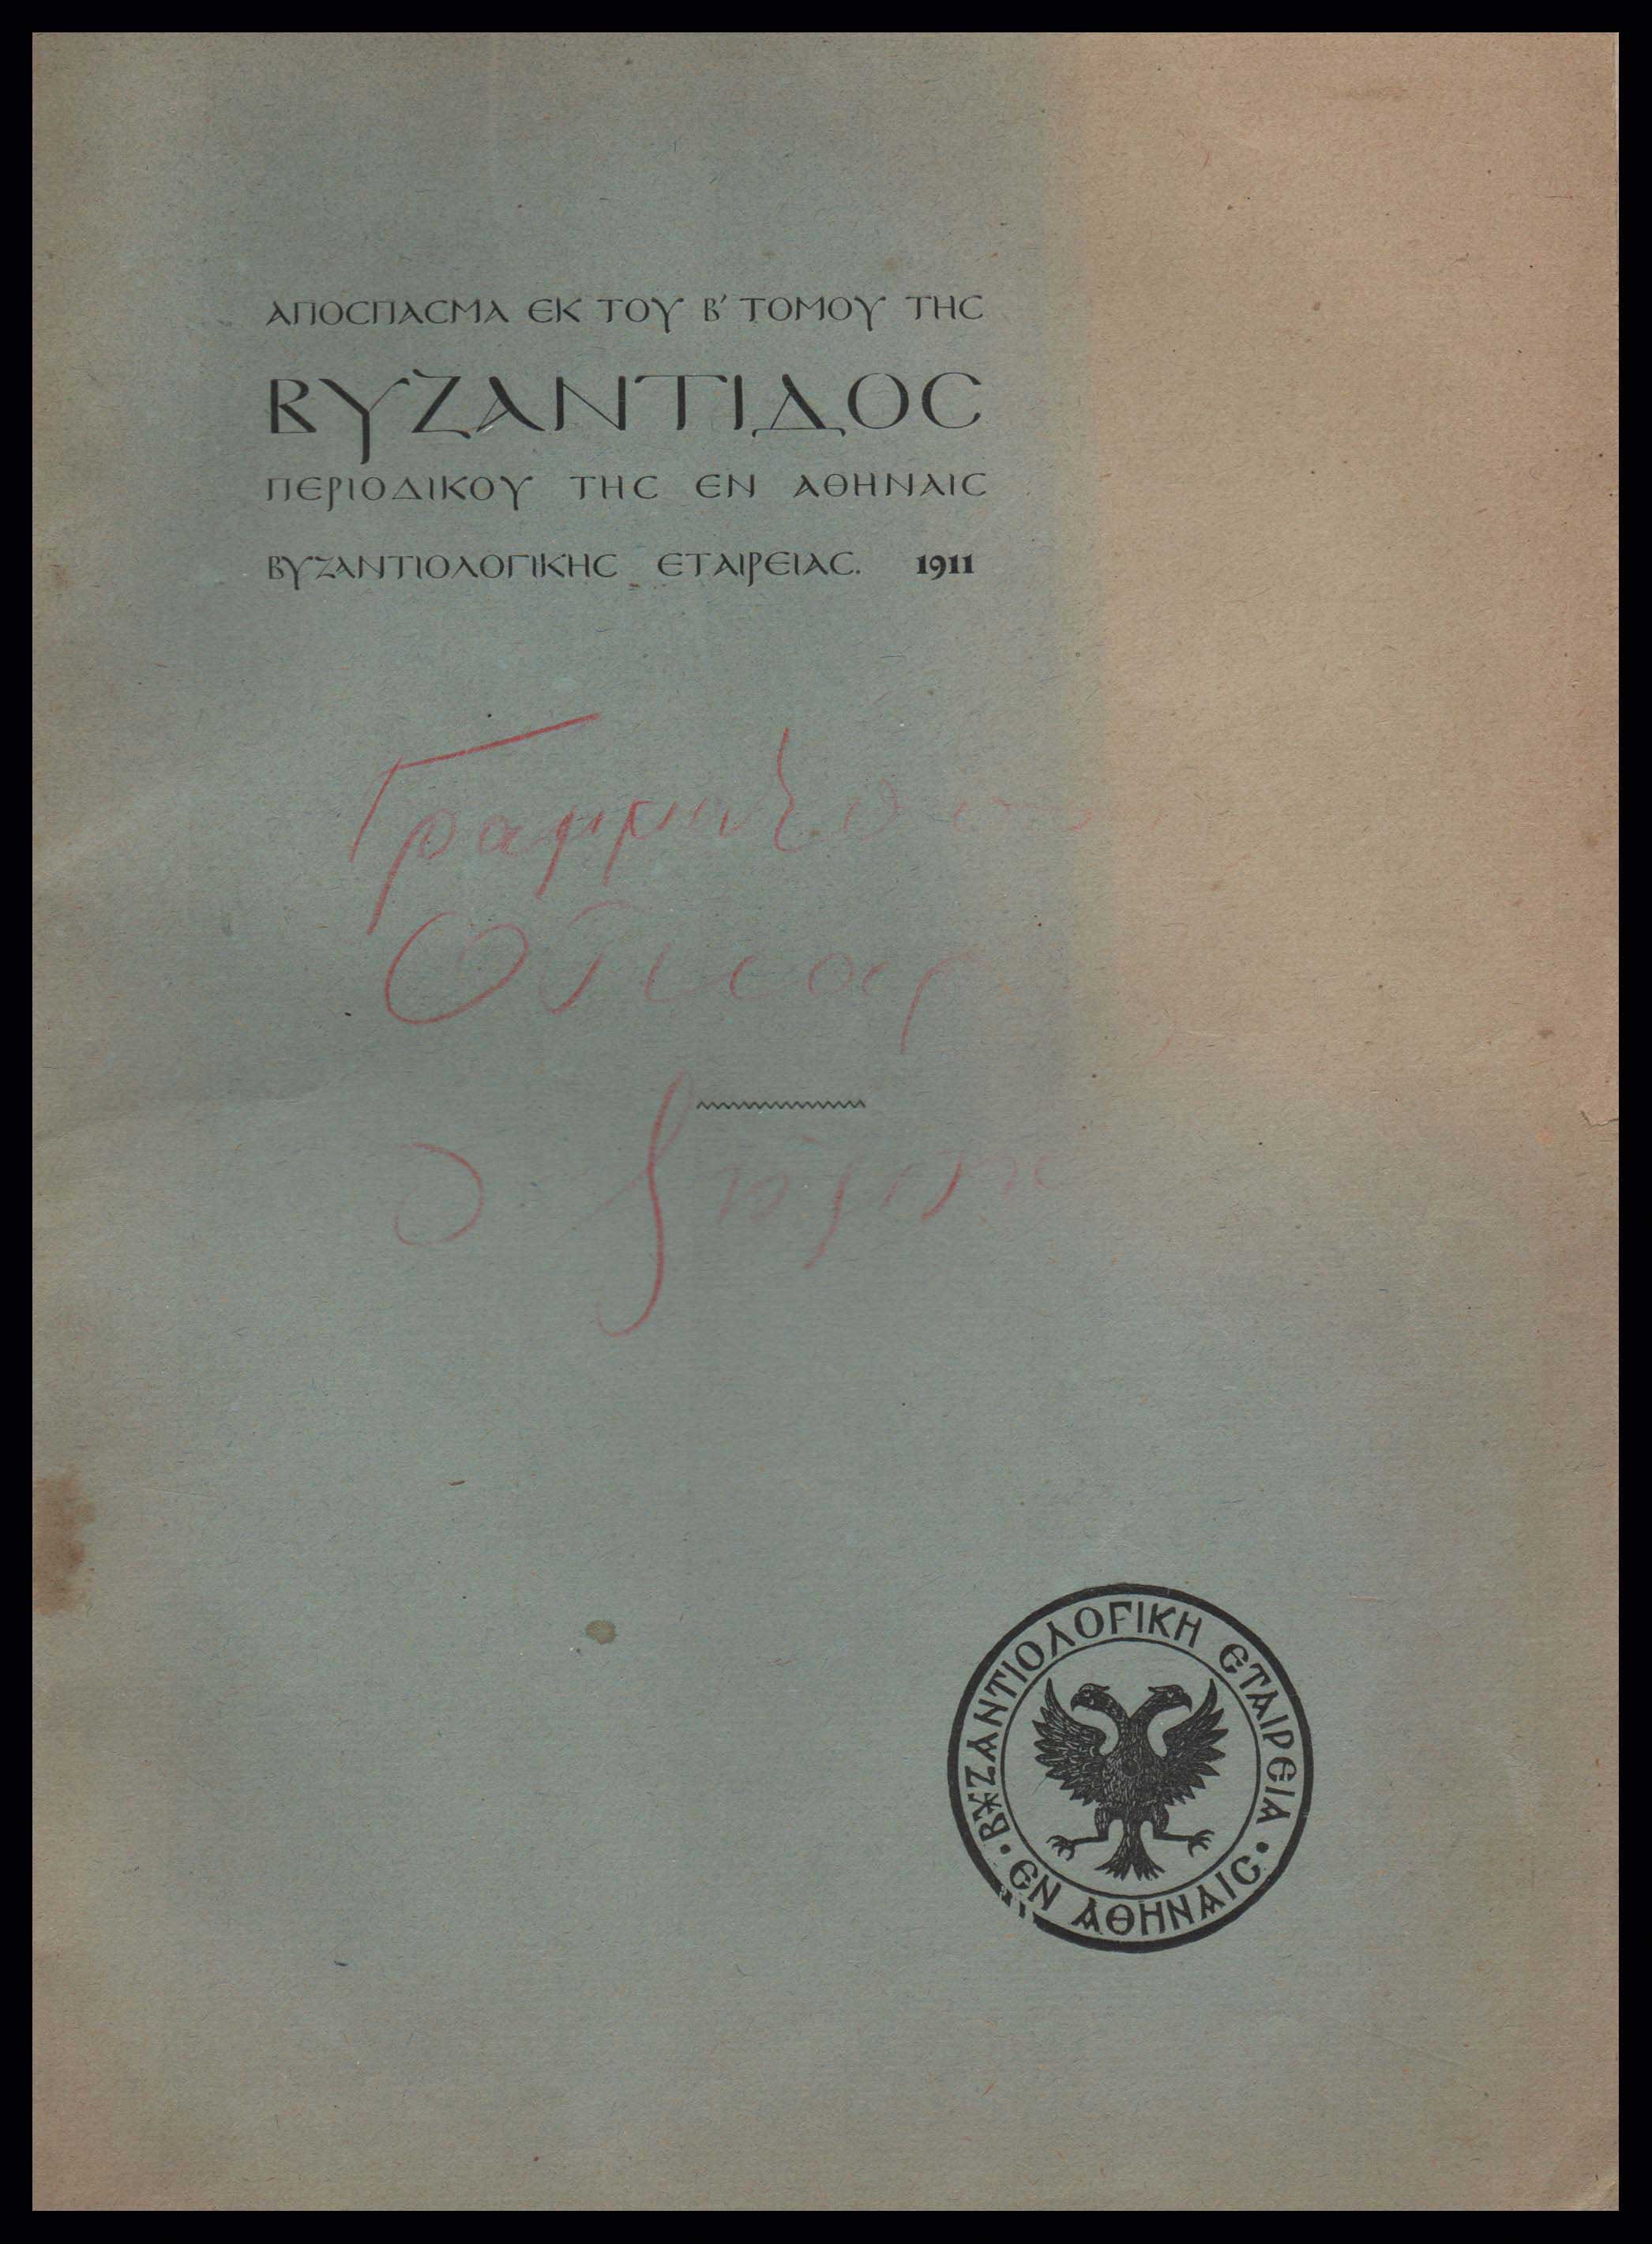 ΑΠΟϹΠΑϹΜΑ ΕΚ ΤΟΥ Β′ ΤΟΜΟΥ ΤΗϹ
ΒΥΖΑΝΤΙΔΟϹ
ΠΕΡΙΟΔΙΚΟΥ ΤΗϹ ΕΝ ΑΘΗΝΑΙϹ
ΒΥΖΑΝΤΙΟΛΟΓΙΚΗϹ ΕΤΑΙΡΕΙΑϹ. 1911
ΒΥΖΑΝΤΙΟΛΟΓΙΚΗ ΕΤΑΙΡΕΙΑ · ΕΝ ΑΘΗΝΑΙϹ ·